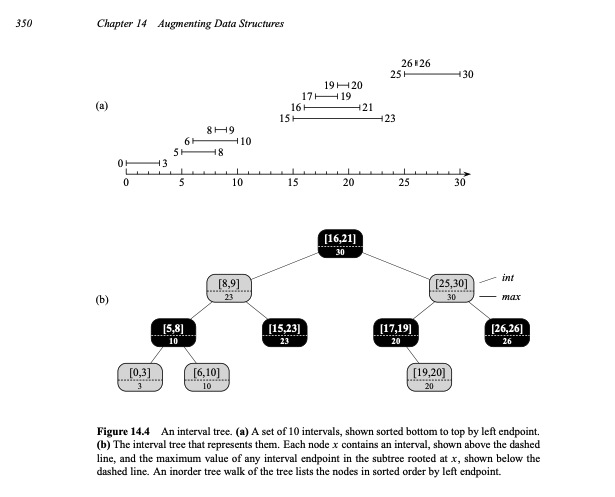 350 Chapter 14 Augmenting Data Structures
26 26
25 30
19 20
17 19
(a)
16 21
15 23
8 9
6 10
5 8
0 3
0 5 10 15 20 25 30
[16,21]
30
[8,9] [25,30] int
23 30 max
(b)
[5,8] [15,23] [17,19] [26,26]
10 23 20 26
[0,3] [6,10] [19,20]
3 10 20
Figure 14.4 An interval tree. (a) A set of 10 intervals, shown sorted bottom to top by left endpoint.
(b) The interval tree that represents them. Each node x contains an interval, shown above the dashed
line, and the maximum value of any interval endpoint in the subtree rooted at x, shown below the
dashed line. An inorder tree walk of the tree lists the nodes in sorted order by left endpoint.